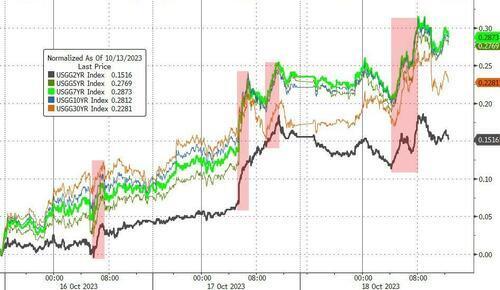 Normalized As Of 10/13/2023
Last Price
USGG2YR Index 0.1516
USGG5YR Index 0.2769
USGG7YR Index 0.2873
USGG10YR Index 0.2812
USGG30YR Index 0.2281
0.30
0.2873
0.2769
0.25
0.2281
0.20
0.1516
0.10
0.05
0.00
00:00 08:00 00:00 08:00 00:00 08:00
16 Oct 2023 17 Oct 2023 18 Oct 2023